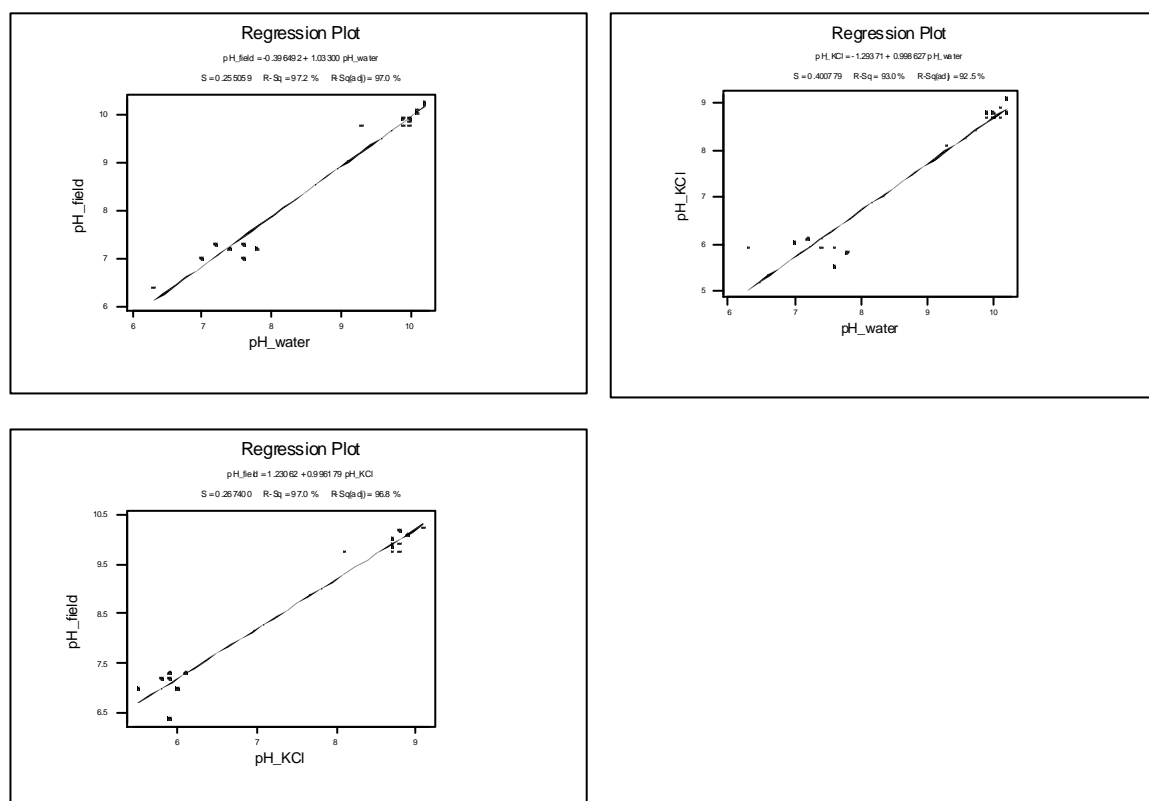 Regression Plot
pH_field = -0.396492 + 1.03300 pH_water
S = 0.255059 R-Sq = 97.2 % R-Sq(adj) = 97.0 %
10
9
8
7
6
pH_field
6 7 8 9 10
pH_water
Regression Plot
pH_KCl = -1.29371 + 0.998627 pH_water
S = 0.400779 R-Sq = 93.0 % R-Sq(adj) = 92.5 %
9
8
7
6
5
pH_KCl
6 7 8 9 10
pH_water
Regression Plot
pH_field = 1.23062 + 0.996179 pH_KCl
S = 0.267400 R-Sq = 97.0 % R-Sq(adj) = 96.8 %
10.5
9.5
8.5
7.5
6.5
pH_field
6 7 8 9
pH_KCl